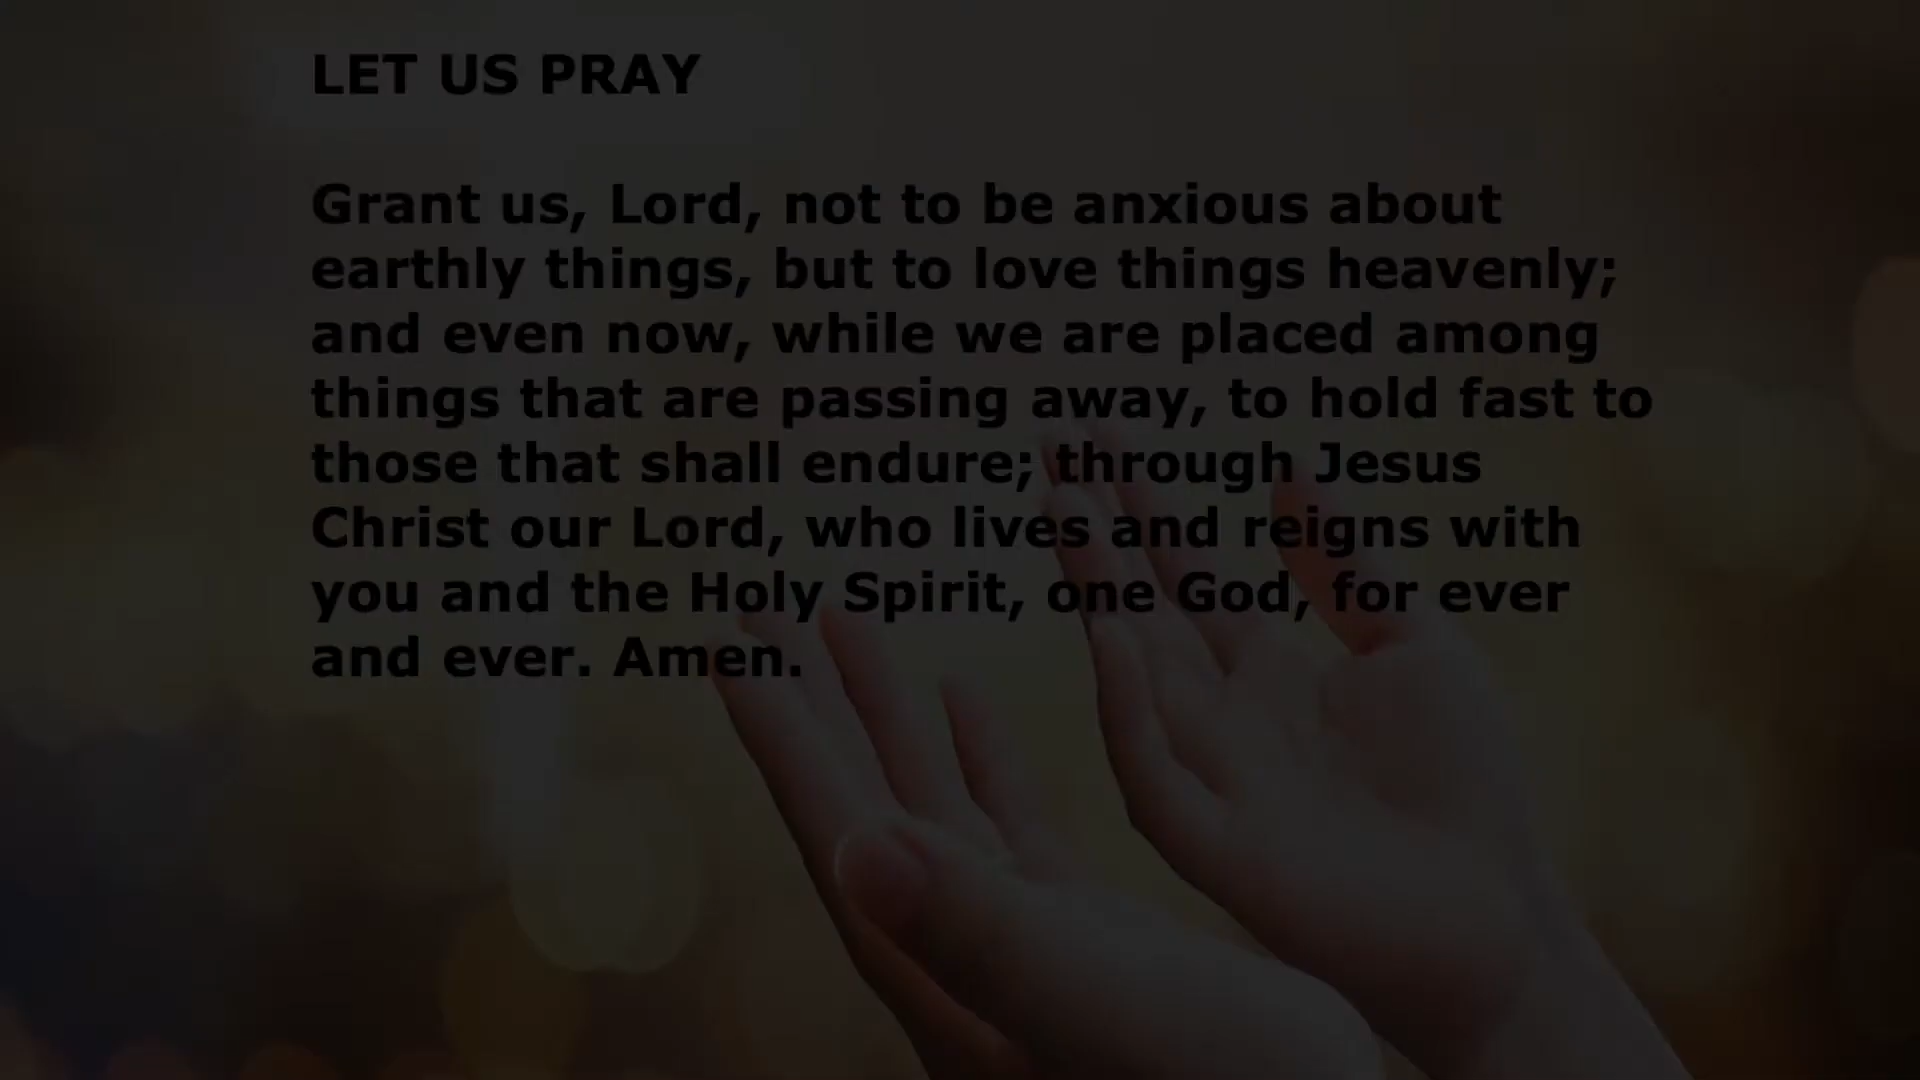 LET US PRAY
Grant us, Lord, not to be anxious about
earthly things, but to love things heavenly;
and even now, while we are placed among
things that are passing away, to hold fast to
those that shall endure; through Jesus
Christ our Lord, who lives and reigns with
you and the Holy Spirit, one God, for ever
and ever. Amen.